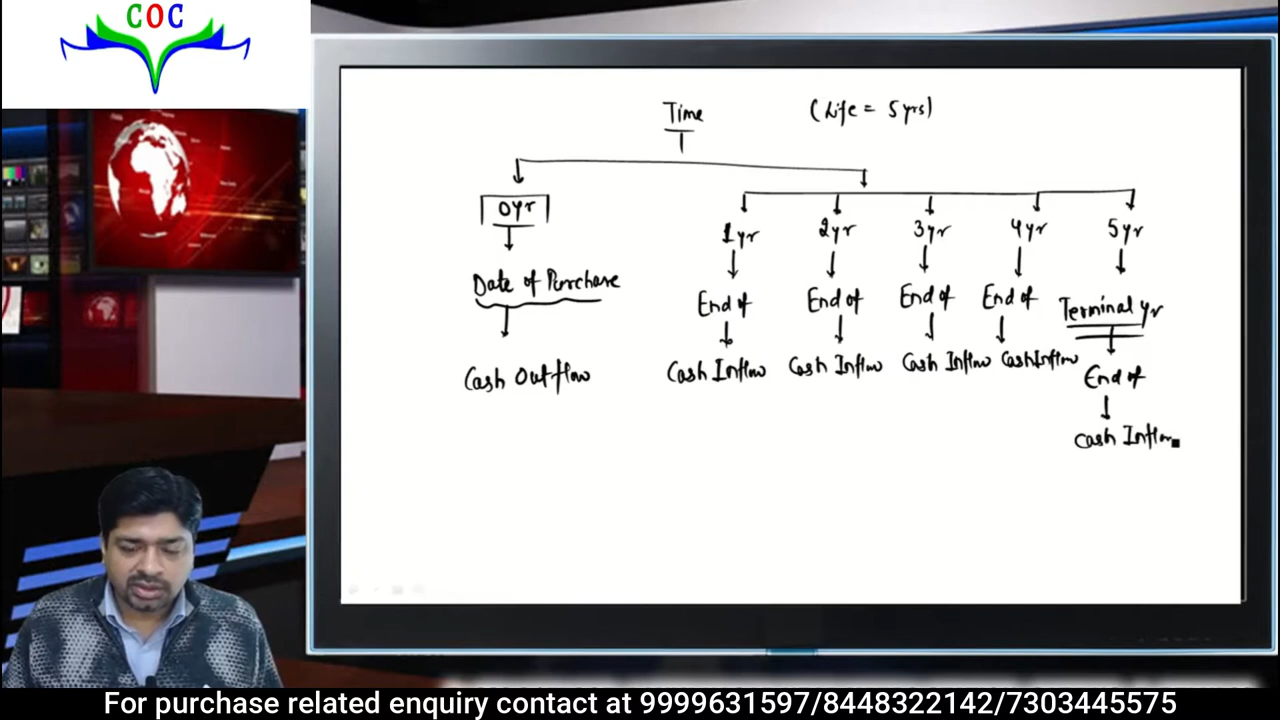 COC
Time (Life = 5 yrs)
0yr
1yr 2yr 3yr 4yr 5yr
Date of Purchase
End of End of End of End of Terminal yr
Cash Outflow
Cash Inflow Cash Inflow Cash Inflow Cash Inflow
End of
Cash Inflow
For purchase related enquiry contact at 9999631597/8448322142/7303445575